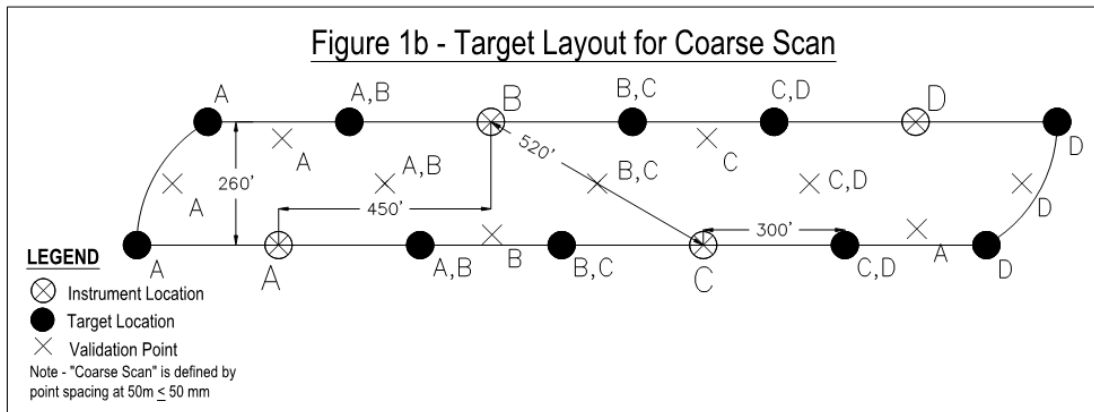 Figure 1b - Target Layout for Coarse Scan
A
A,B
B
B,C
C,D
D
D
A
A
A,B
B,C
C
C,D
D
520'
260'
450'
300'
A
A
A,B
B
B,C
C
C,D
A
D
LEGEND
Instrument Location
Target Location
Validation Point
Note - "Coarse Scan" is defined by
point spacing at 50m ≤ 50 mm